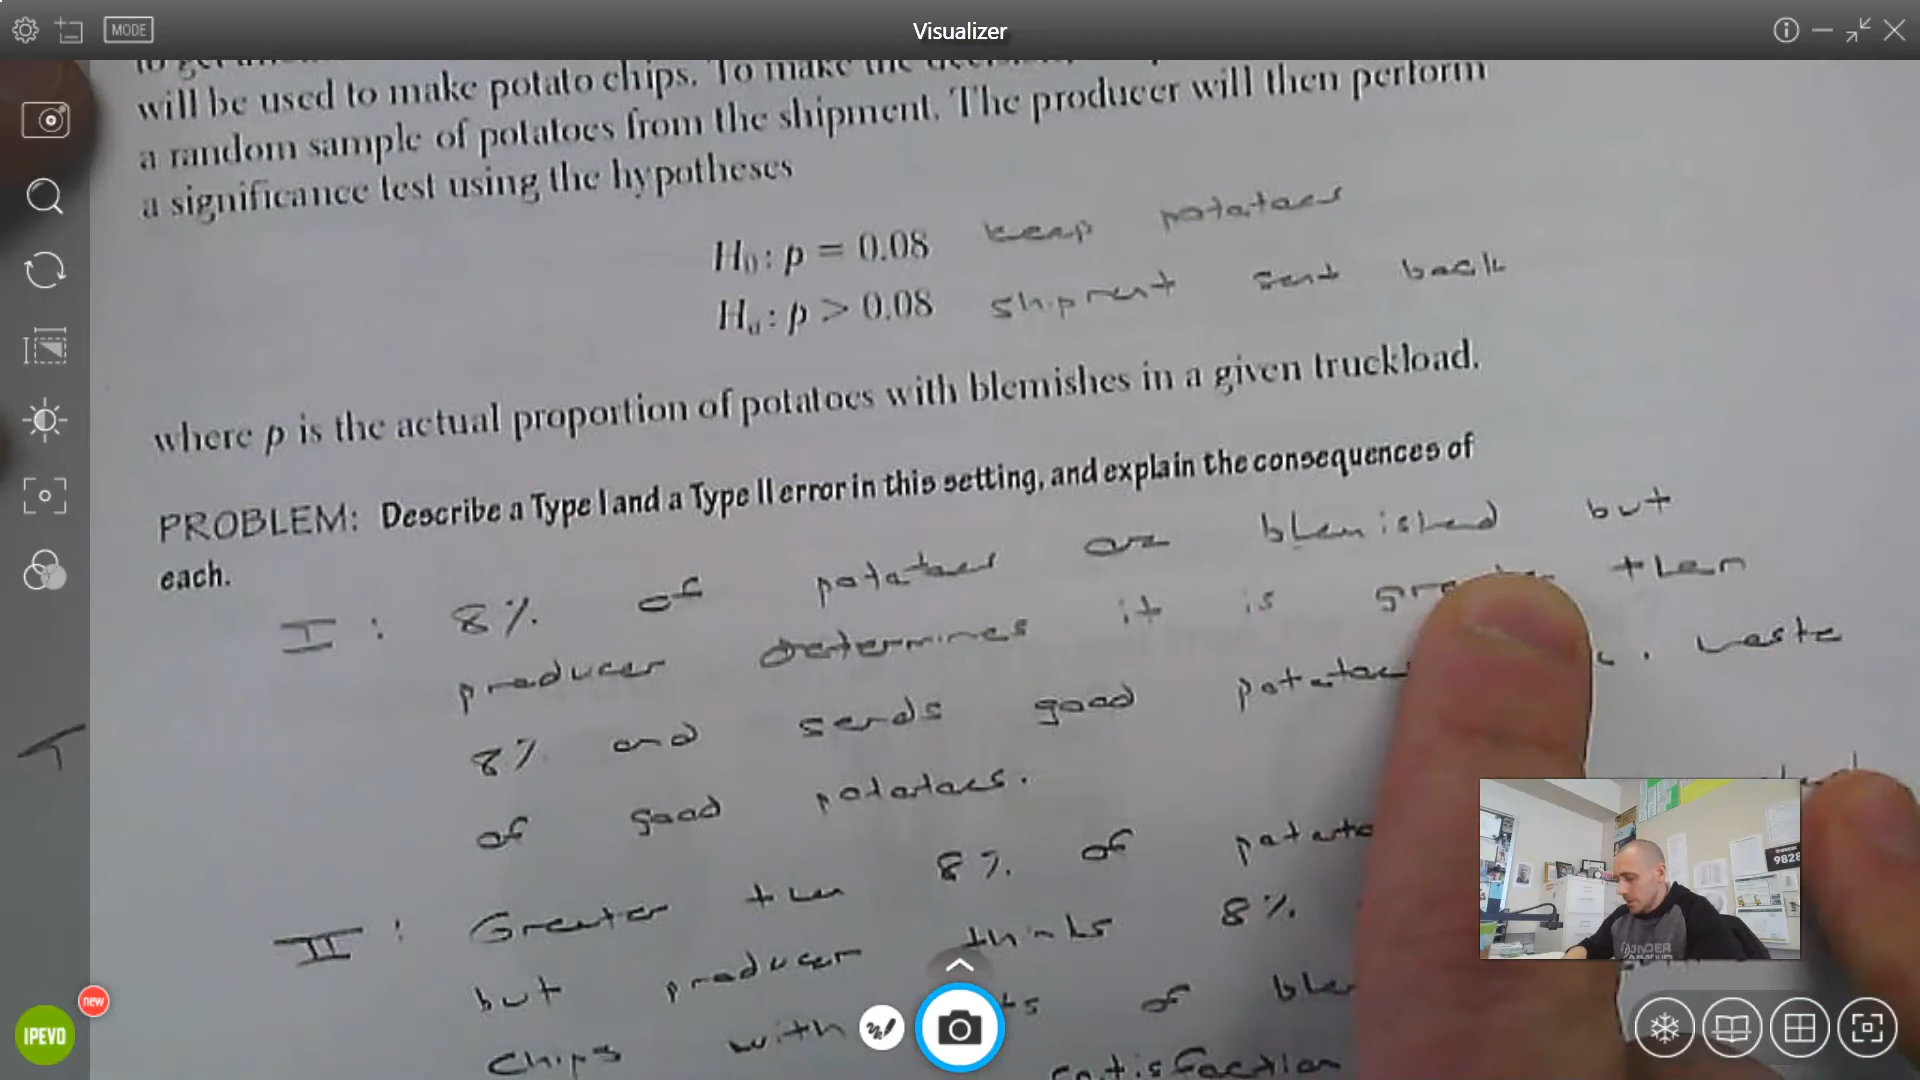 MODE
Visualizer
will be used to make potato chips. To make the
a random sample of potatoes from the shipment. The producer will then perform
a significance test using the hypotheses
H₀: p = 0.08 keep potatoes
Hₐ: p > 0.08 shipment sent back
where p is the actual proportion of potatoes with blemishes in a given truckload.
PROBLEM: Describe a Type I and a Type II error in this setting, and explain the consequences of
each.
I : 8% of potatoes are blemished but
producer determines it is greater than
8% and sends good potatoes . waste
of good potatoes.
II : Greater than 8% of
but producer thinks 8%
chips with of
satisfaction
9828
UNDER
ARMOUR
new
IPEVO